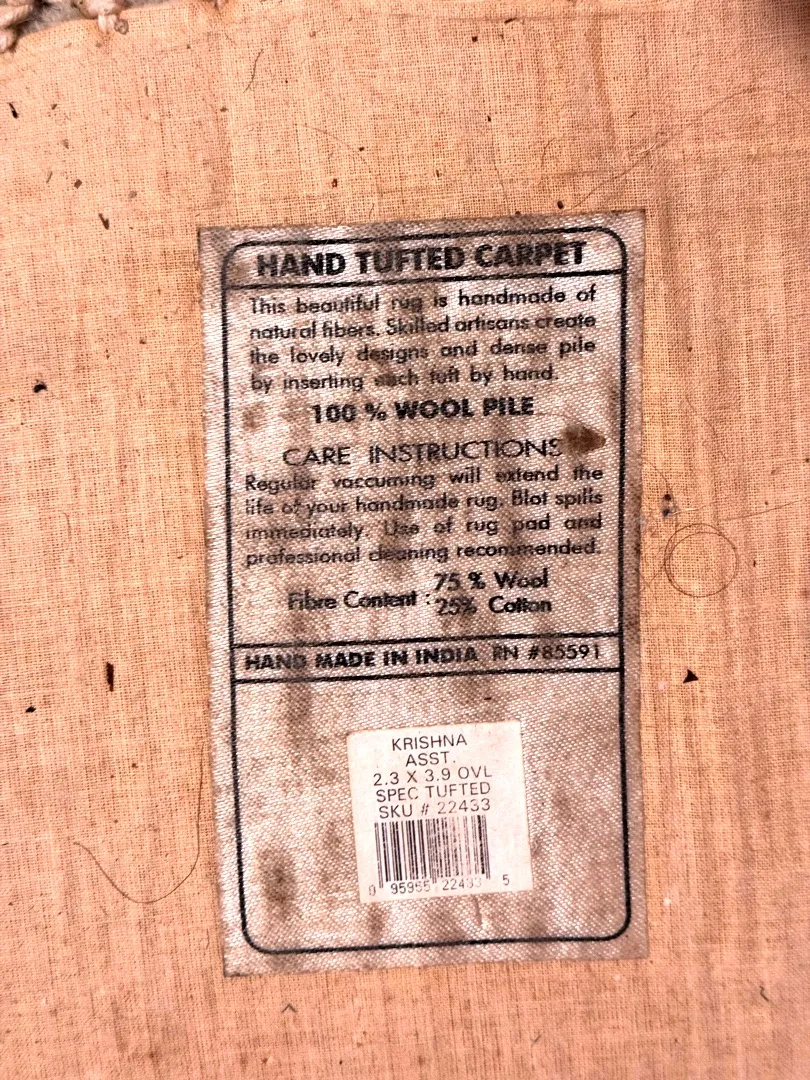 HAND TUFTED CARPET
This beautiful rug is handmade of
natural fibers. Skilled artisans create
the lovely designs and dense pile
by inserting each tuft by hand.
100 % WOOL PILE
CARE INSTRUCTIONS
Regular vaccuming will extend the
life of your handmade rug. Blot spills
immediately. Use of rug pad and
professional cleaning recommended.
Fibre Content : 75 % Wool
25% Cotton
HAND MADE IN INDIA RN #85591
KRISHNA
ASST.
2.3 X 3.9 OVL
SPEC TUFTED
SKU # 22433
0 95955 22433 5